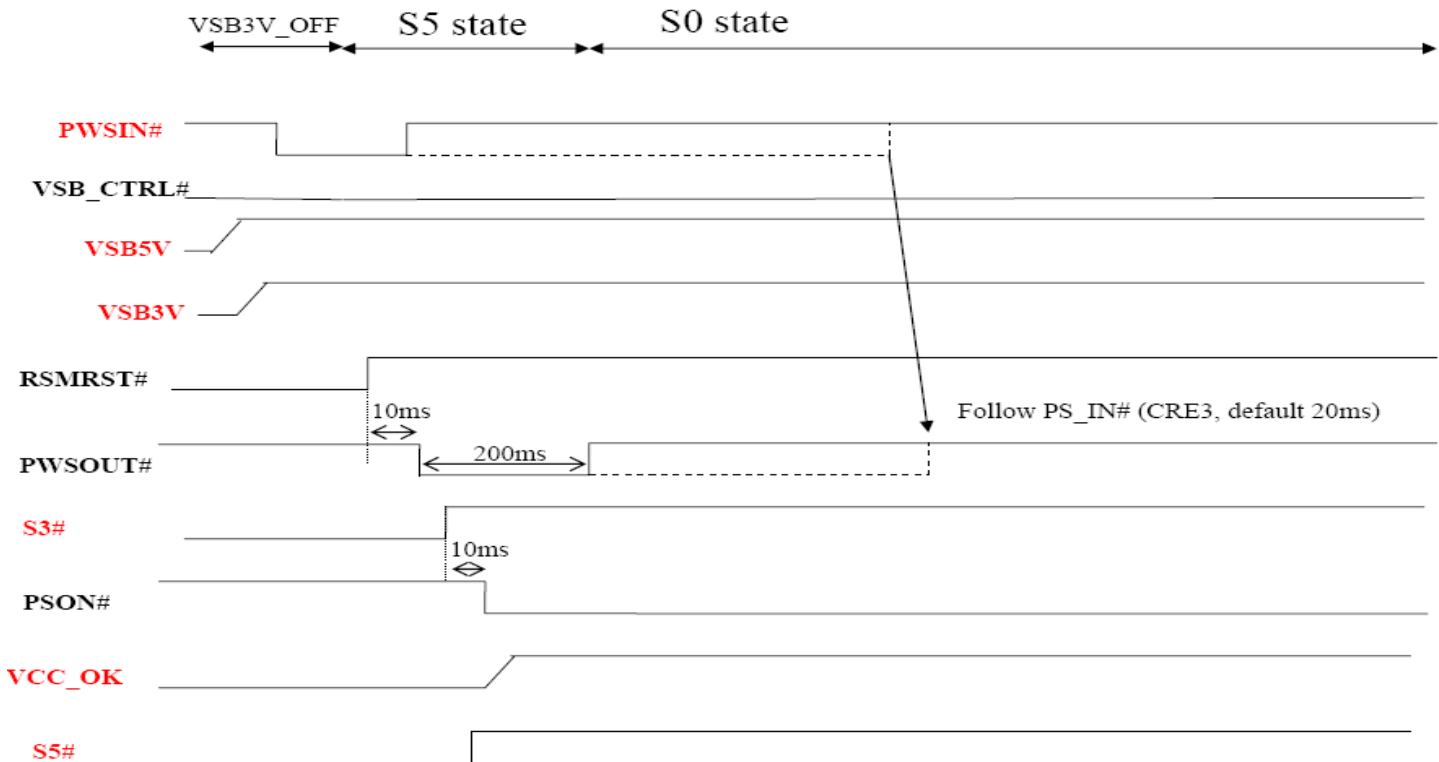 VSB3V_OFF
S5 state
S0 state
PWSIN#
VSB_CTRL#
VSB5V
VSB3V
RSMRST#
10ms
Follow PS_IN# (CRE3, default 20ms)
PWSOUT#
200ms
S3#
10ms
PSON#
VCC_OK
S5#